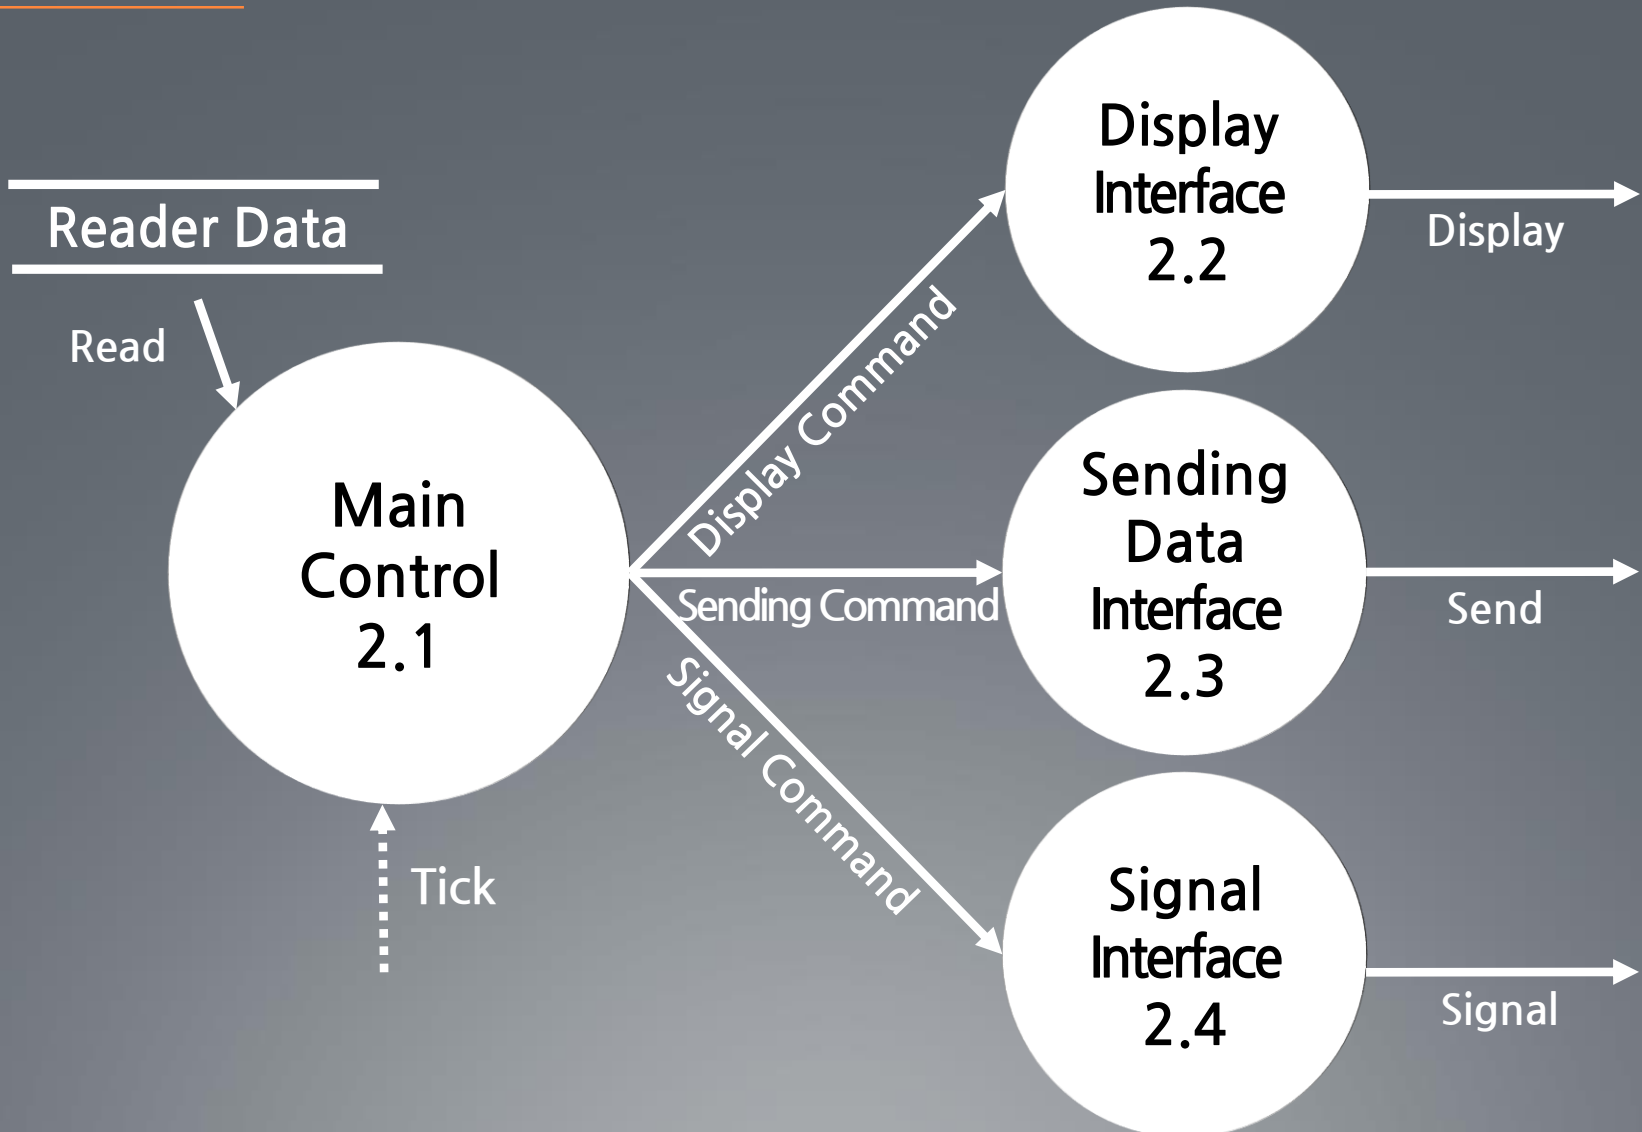 Reader Data
Read
Main
Control
2.1
Tick
Display Command
Sending Command
Signal Command
Display
Interface
2.2
Display
Sending
Data
Interface
2.3
Send
Signal
Interface
2.4
Signal